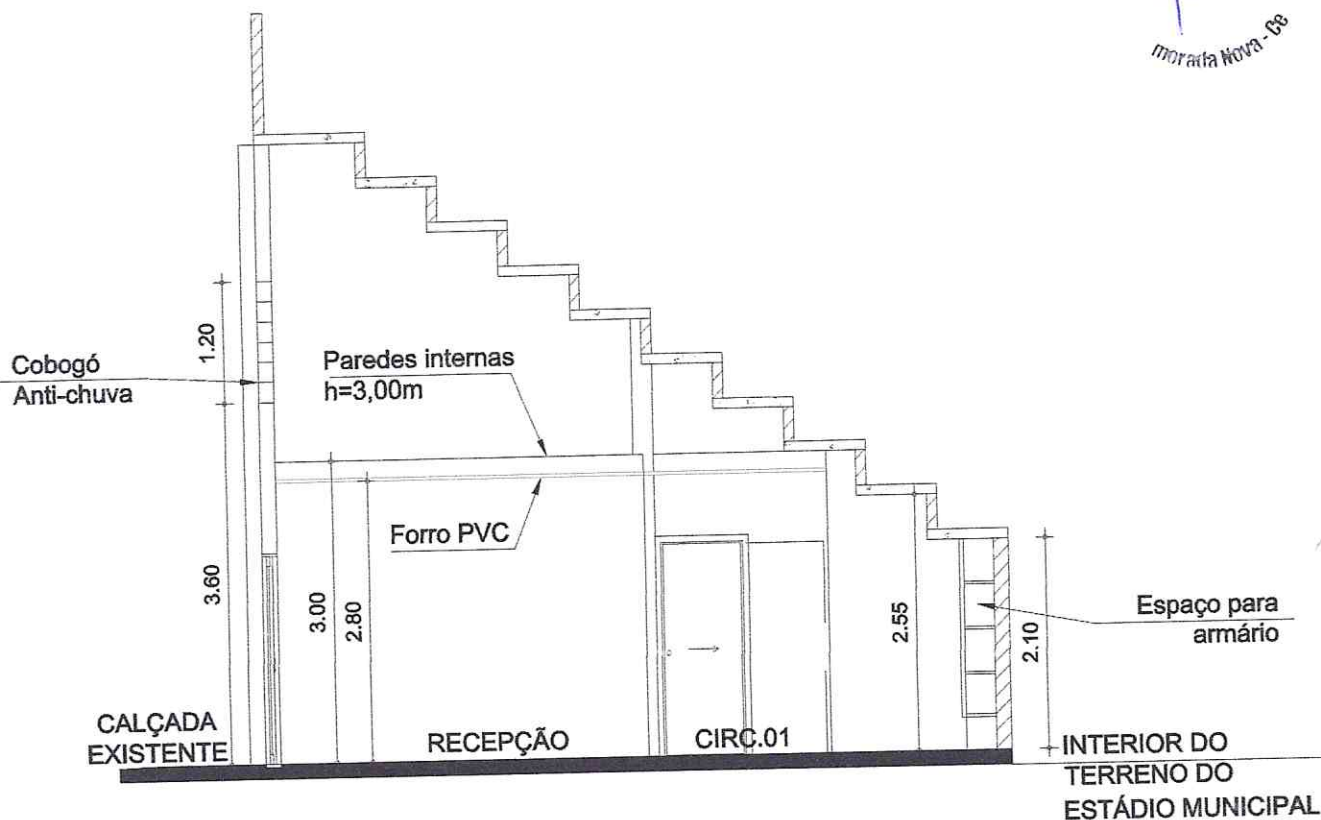 morada Nova - Ce
1.20
Cobogó
Anti-chuva
Paredes internas
h=3,00m
Forro PVC
3.60
3.00
2.80
2.55
2.10
Espaço para
armário
CALÇADA
EXISTENTE
RECEPÇÃO
CIRC.01
INTERIOR DO
TERRENO DO
ESTÁDIO MUNICIPAL